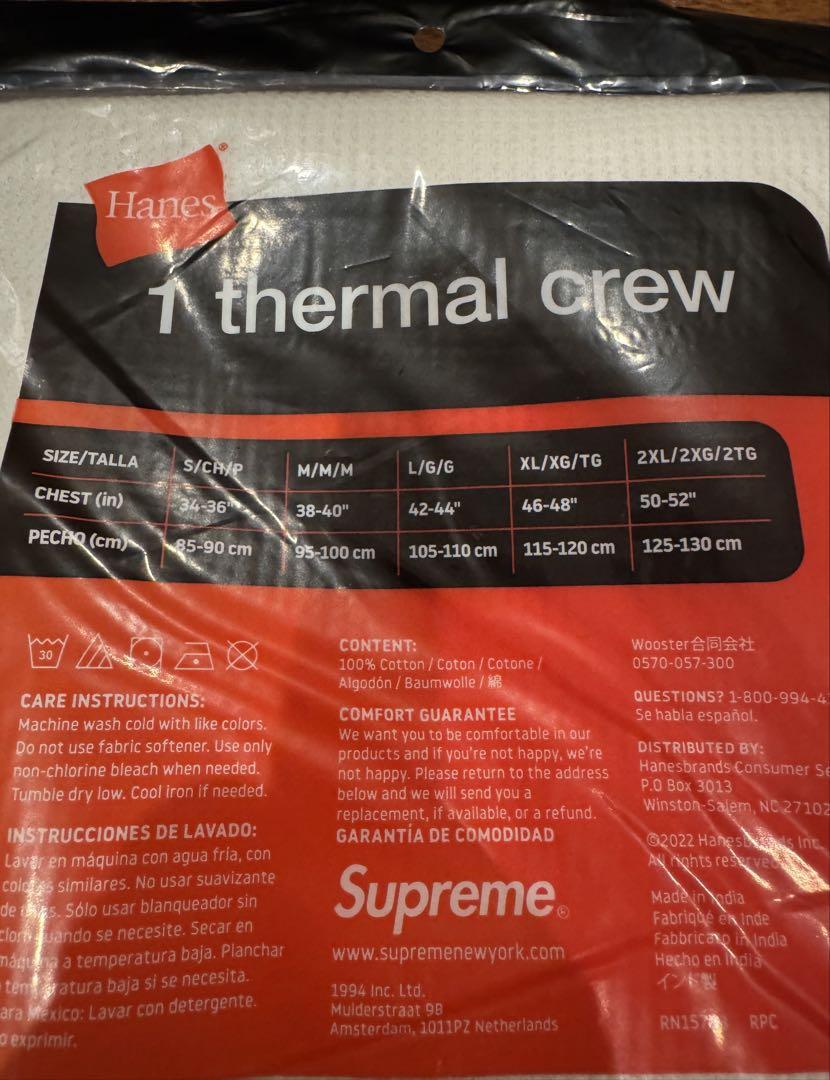 Hanes®
1 thermal crew
SIZE/TALLA S/CH/P M/M/M L/G/G XL/XG/TG 2XL/2XG/2TG
CHEST (in) 34-36" 38-40" 42-44" 46-48" 50-52"
PECHO (cm) 85-90 cm 95-100 cm 105-110 cm 115-120 cm 125-130 cm
30
CARE INSTRUCTIONS:
Machine wash cold with like colors.
Do not use fabric softener. Use only
non-chlorine bleach when needed.
Tumble dry low. Cool iron if needed.
INSTRUCCIONES DE LAVADO:
Lavar en máquina con agua fría, con
similares. No usar suavizante
de Sólo usar blanqueador sin
cuando se necesite. Secar en
a temperatura baja. Planchar
baja si se necesita.
México: Lavar con detergente.
o exprimir.
CONTENT:
100% Cotton / Coton / Cotone /
Algodón / Baumwolle / 綿
COMFORT GUARANTEE
We want you to be comfortable in our
products and if you're not happy, we're
not happy. Please return to the address
below and we will send you a
replacement, if available, or a refund.
GARANTÍA DE COMODIDAD
Supreme®
www.supremenewyork.com
1994 Inc. Ltd.
Muiderstraat 9B
Amsterdam, 1011PZ Netherlands
Wooster合同会社
0570-057-300
QUESTIONS? 1-800-994-4
Se habla español.
DISTRIBUTED BY:
Hanesbrands Consumer Se
P.O Box 3013
Winston-Salem, NC 27102
©2022 Hanesbrands Inc.
All rights reserved
Made in India
Fabriqué en Inde
Fabbricato in India
Hecho en India
インド製
RPC